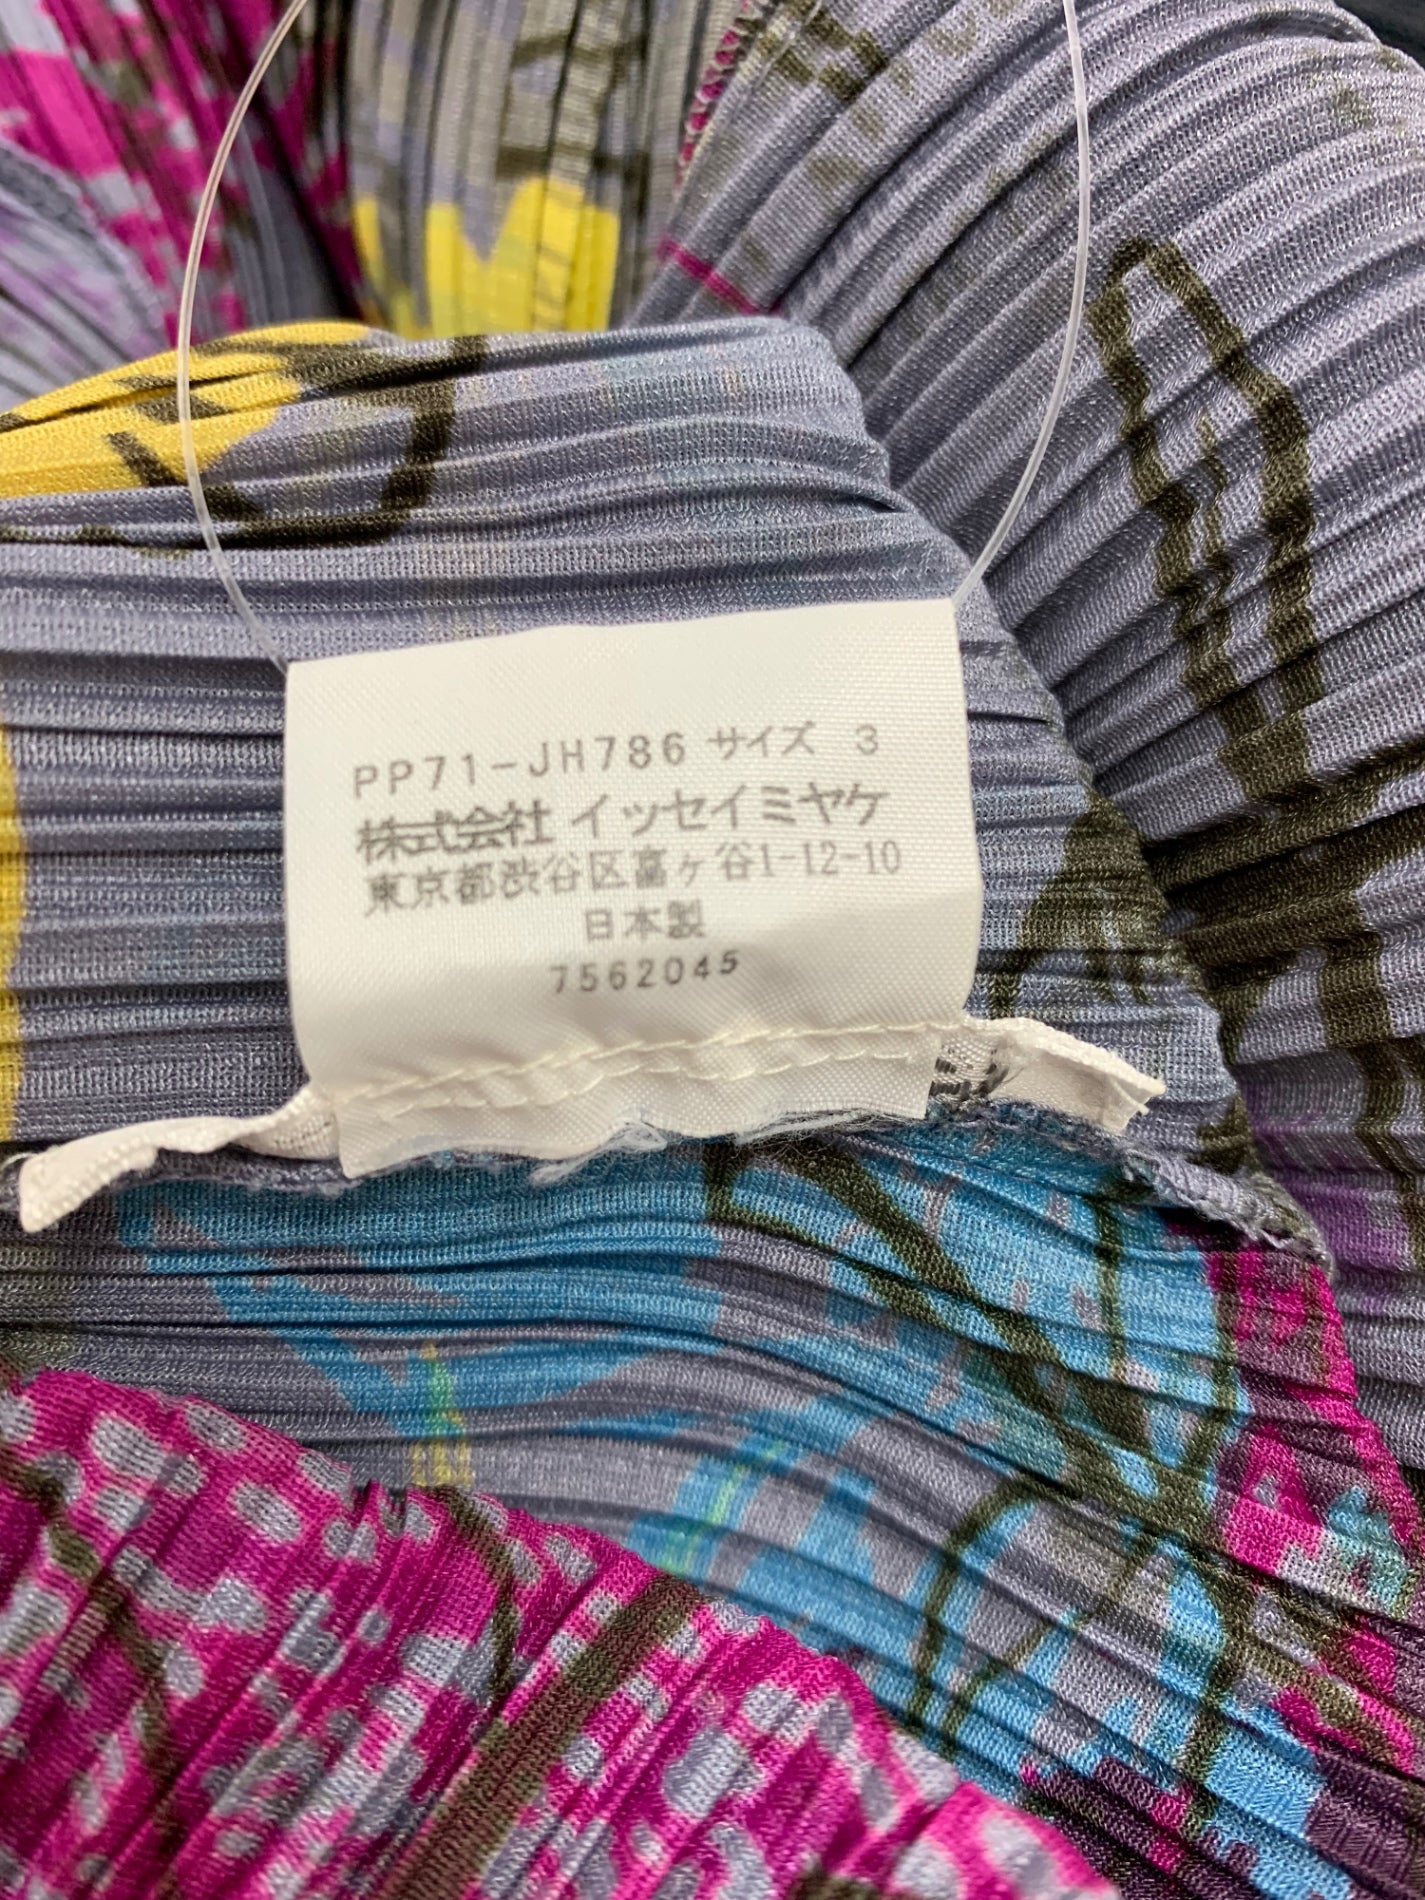 PP71-JH786 サイズ 3
株式会社 イッセイミヤケ
東京都渋谷区富ヶ谷1-12-10
日本製
7562045